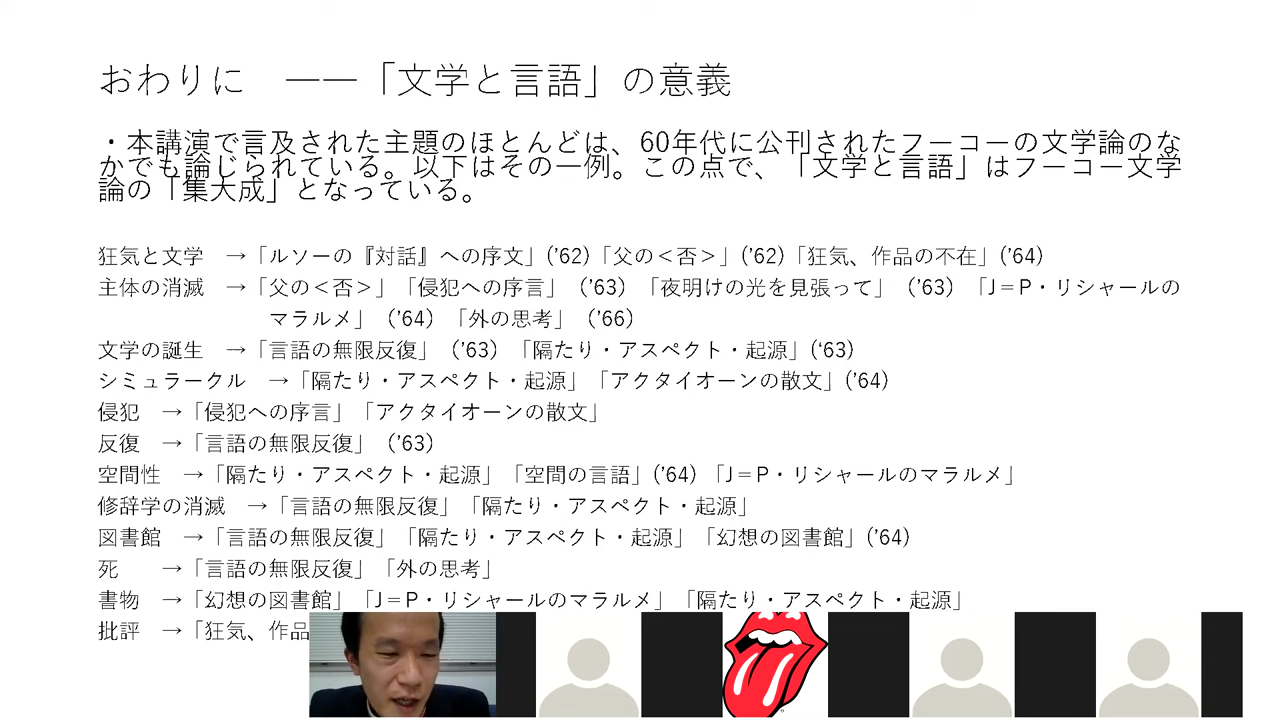 おわりに　——「文学と言語」の意義
・本講演で言及された主題のほとんどは、60年代に公刊されたフーコーの文学論のな
かでも論じられている。以下はその一例。この点で、「文学と言語」はフーコー文学
論の「集大成」となっている。
狂気と文学　→「ルソーの『対話』への序文」('62)「父の＜否＞」('62)「狂気、作品の不在」('64)
主体の消滅　→「父の＜否＞」「侵犯への序言」（'63）「夜明けの光を見張って」（'63）「J＝P・リシャールの
マラルメ」（'64）「外の思考」（'66）
文学の誕生　→「言語の無限反復」（'63）「隔たり・アスペクト・起源」(‘63)
シミュラークル　→「隔たり・アスペクト・起源」「アクタイオーンの散文」('64)
侵犯　→「侵犯への序言」「アクタイオーンの散文」
反復　→「言語の無限反復」（'63）
空間性　→「隔たり・アスペクト・起源」「空間の言語」('64)「J＝P・リシャールのマラルメ」
修辞学の消滅　→「言語の無限反復」「隔たり・アスペクト・起源」
図書館　→「言語の無限反復」「隔たり・アスペクト・起源」「幻想の図書館」('64)
死　　→「言語の無限反復」「外の思考」
書物　→「幻想の図書館」「J＝P・リシャールのマラルメ」「隔たり・アスペクト・起源」
批評　→「狂気、作品